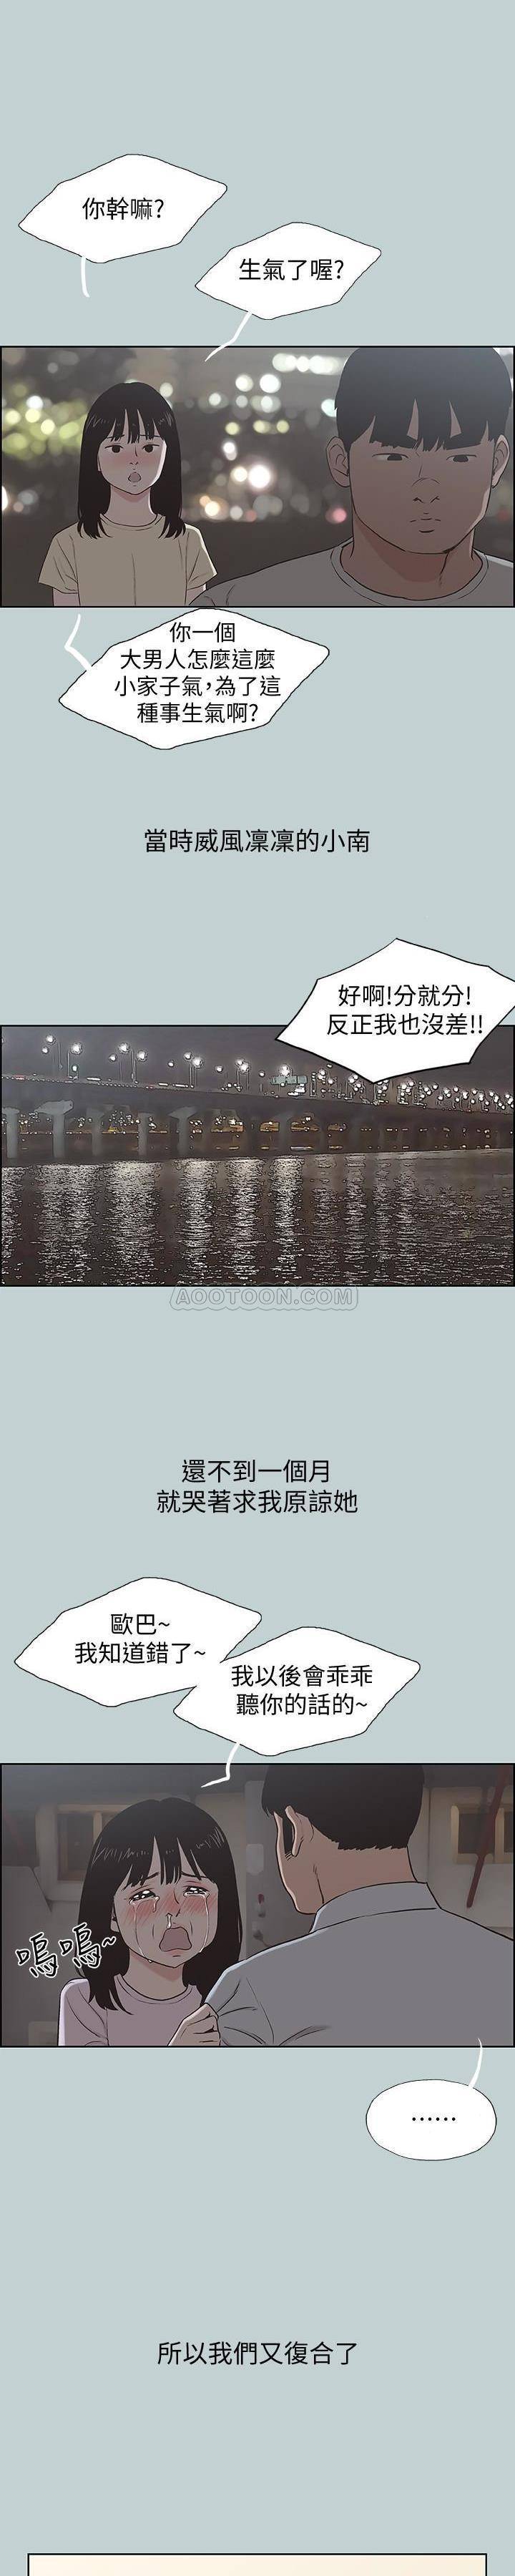 你幹嘛?
生氣了喔?
你一個
大男人怎麼這麼
小家子氣,為了這
種事生氣啊?
當時威風凜凜的小南
好啊!分就分!
反正我也沒差!!
AOOTOON.COM
還不到一個月
就哭著求我原諒她
歐巴~
我知道錯了~
我以後會乖乖
聽你的話的~
嗚嗚~
......
所以我們又復合了